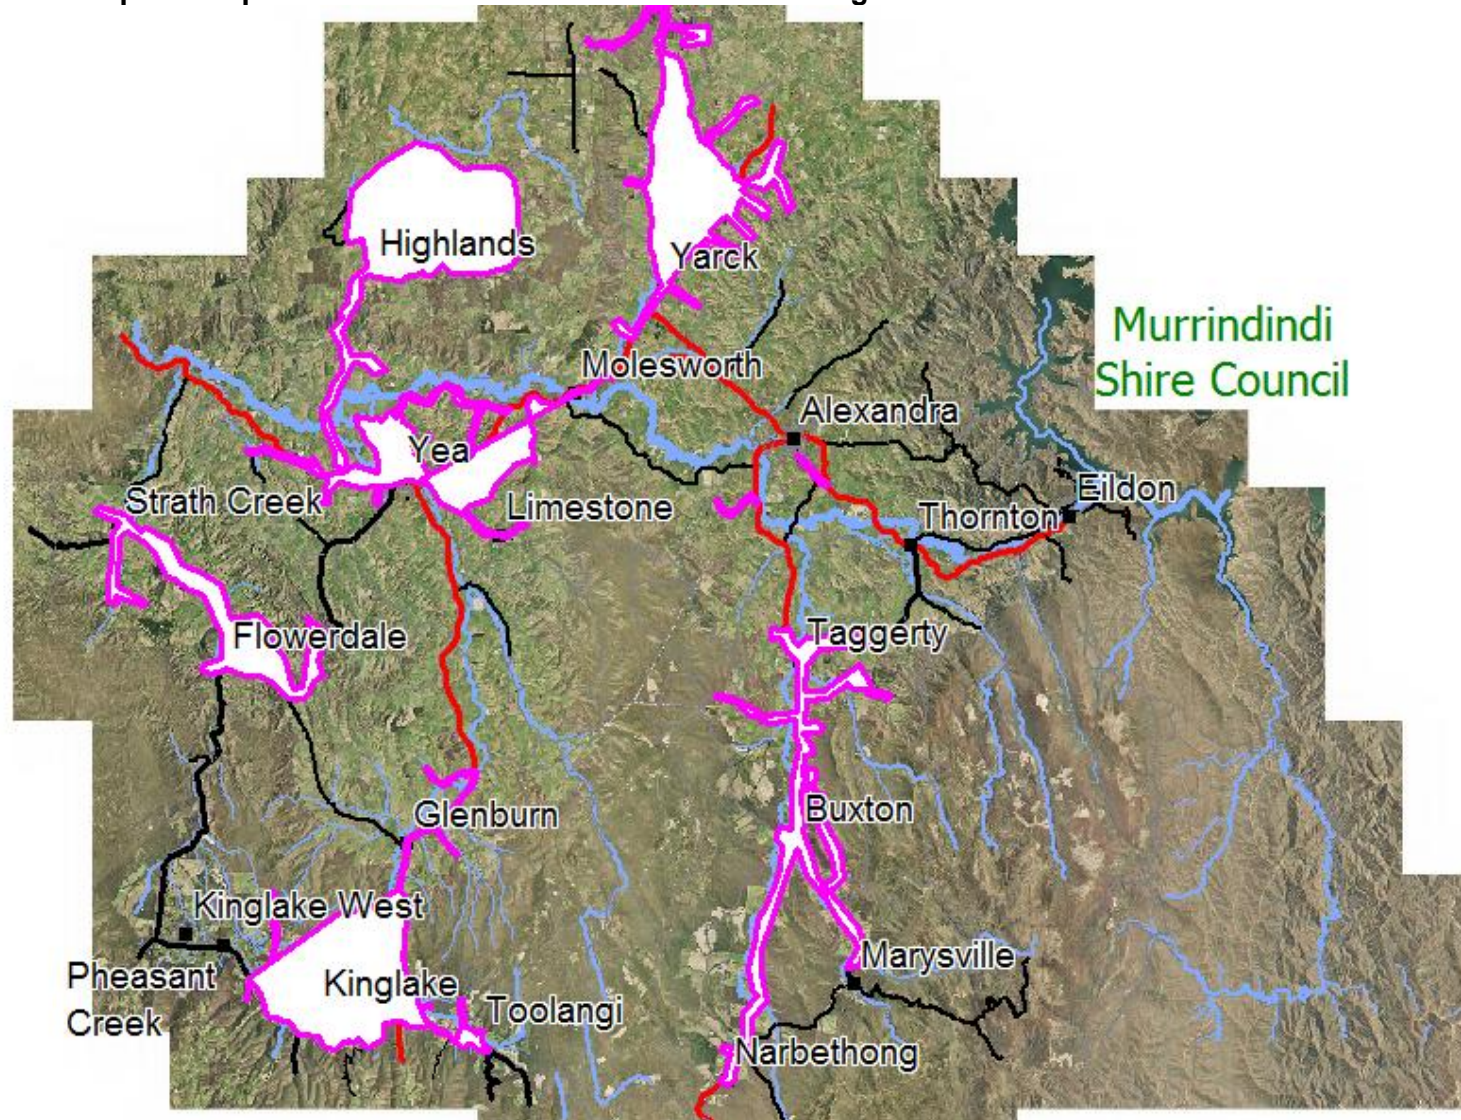 Highlands
Yarck
Murrindindi
Shire Council
Molesworth
Alexandra
Yea
Eildon
Strath Creek
Limestone
Thornton
Flowerdale
Taggerty
Buxton
Glenburn
Kinglake West
Marysville
Pheasant
Creek
Kinglake
Toolangi
Narbethong